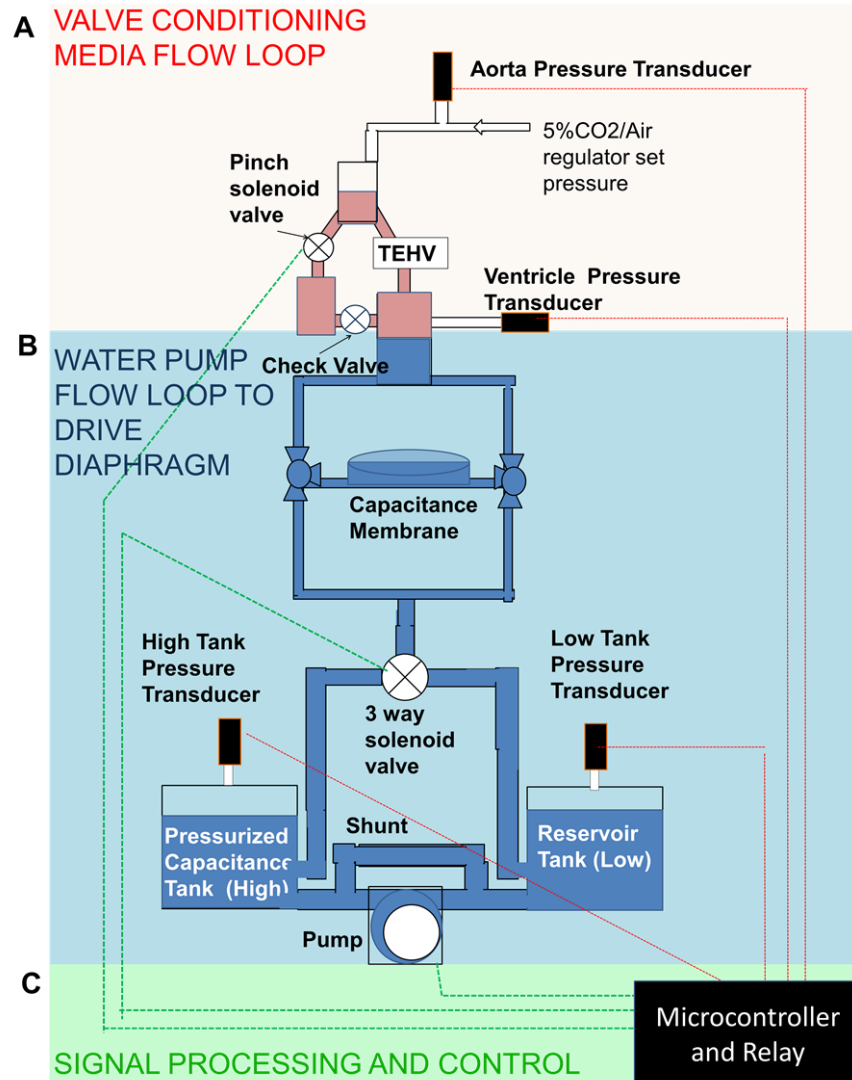 A
VALVE CONDITIONING
MEDIA FLOW LOOP
Aorta Pressure Transducer
5%CO2/Air
regulator set
pressure
Pinch
solenoid
valve
TEHV
Ventricle Pressure
Transducer
Check Valve
B
WATER PUMP
FLOW LOOP TO
DRIVE
DIAPHRAGM
Capacitance
Membrane
High Tank
Pressure
Transducer
Low Tank
Pressure
Transducer
3 way
solenoid
valve
Pressurized
Capacitance
Tank (High)
Shunt
Reservoir
Tank (Low)
Pump
C
Microcontroller
and Relay
SIGNAL PROCESSING AND CONTROL